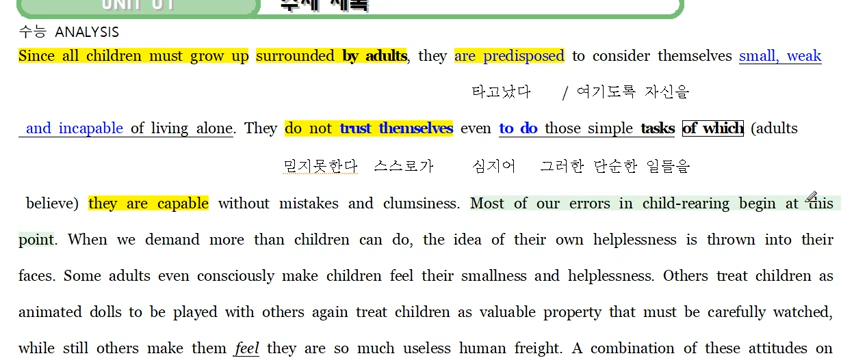 UNIT 01 주제 제목
수능 ANALYSIS
Since all children must grow up surrounded by adults, they are predisposed to consider themselves small, weak
타고났다 / 여기도록 자신을
and incapable of living alone. They do not trust themselves even to do those simple tasks of which (adults
믿지못한다 스스로가 심지어 그러한 단순한 일들을
believe) they are capable without mistakes and clumsiness. Most of our errors in child-rearing begin at this
point. When we demand more than children can do, the idea of their own helplessness is thrown into their
faces. Some adults even consciously make children feel their smallness and helplessness. Others treat children as
animated dolls to be played with others again treat children as valuable property that must be carefully watched,
while still others make them feel they are so much useless human freight. A combination of these attitudes on